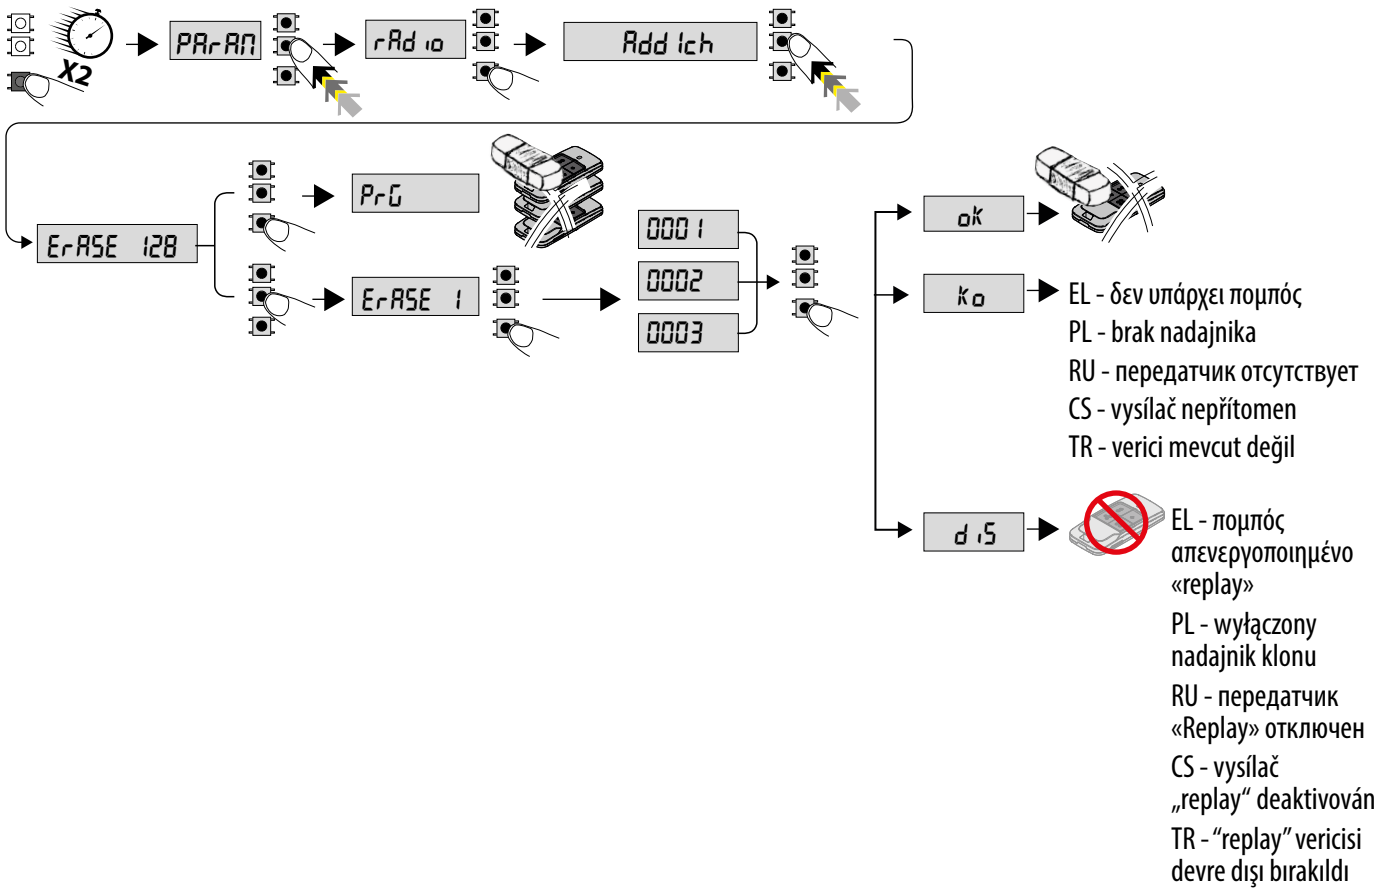 X2
PArAM
rAdio
Add 1ch
ErASE 128
PrG
ErASE 1
0001
0002
0003
oK
Ko
EL - δεν υπάρχει πομπός
PL - brak nadajnika
RU - передатчик отсутствует
CS - vysílač nepřítomen
TR - verici mevcut değil
diS
EL - πομπός
απενεργοποιημένο
«replay»
PL - wyłączony
nadajnik klonu
RU - передатчик
«Replay» отключен
CS - vysílač
„replay“ deaktivován
TR - “replay” vericisi
devre dışı bırakıldı